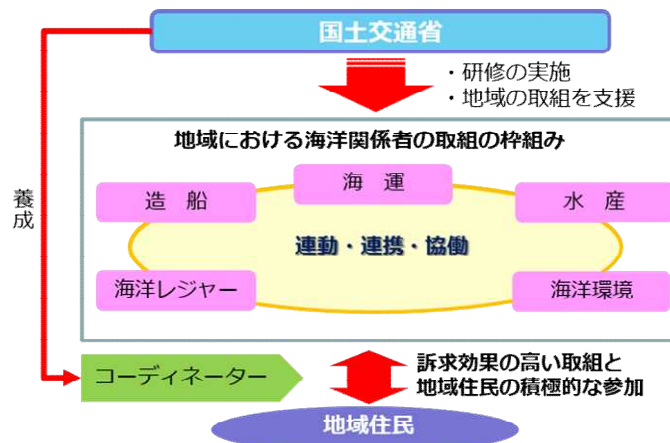 国土交通省
・研修の実施
・地域の取組を支援
地域における海洋関係者の取組の枠組み
海　運
造　船
水　産
養成
連動・連携・協働
海洋レジャー
海洋環境
コーディネーター
訴求効果の高い取組と
地域住民の積極的な参加
地域住民